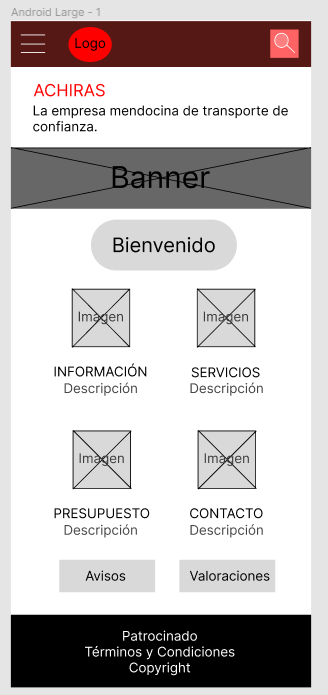 Android Large - 1
Logo
ACHIRAS
La empresa mendocina de transporte de
confianza.
Banner
Bienvenido
Imagen
Imagen
INFORMACIÓN
SERVICIOS
Descripción
Descripción
Imagen
Imagen
PRESUPUESTO
CONTACTO
Descripción
Descripción
Avisos
Valoraciones
Patrocinado
Términos y Condiciones
Copyright